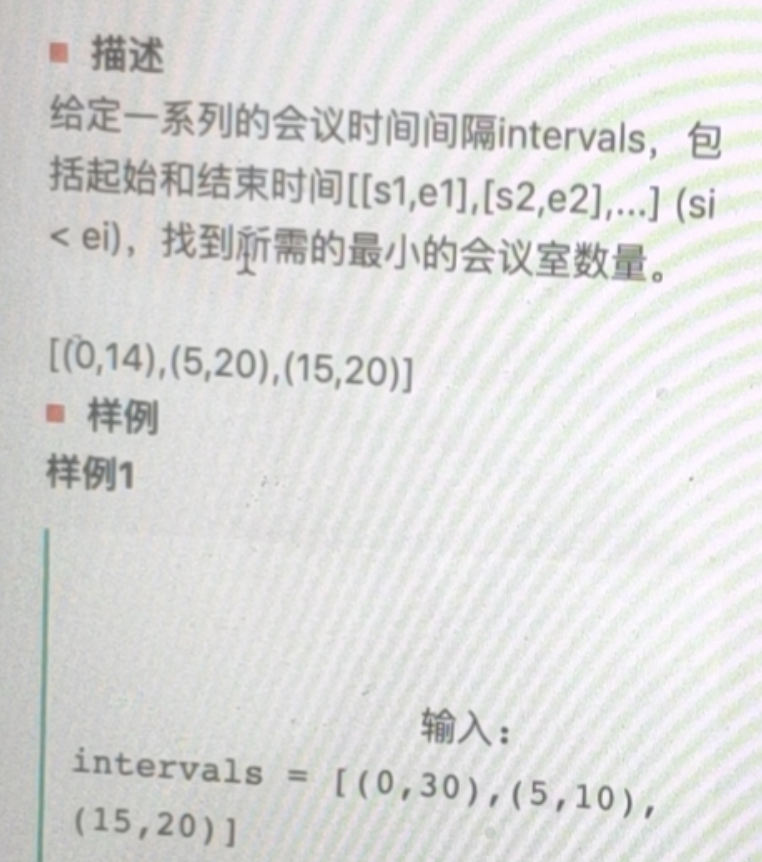 描述
给定一系列的会议时间间隔intervals，包
括起始和结束时间[[s1,e1],[s2,e2],...] (si
< ei)，找到所需的最小的会议室数量。
[(0,14),(5,20),(15,20)]
样例
样例1
输入：
intervals = [(0,30),(5,10),
(15,20)]